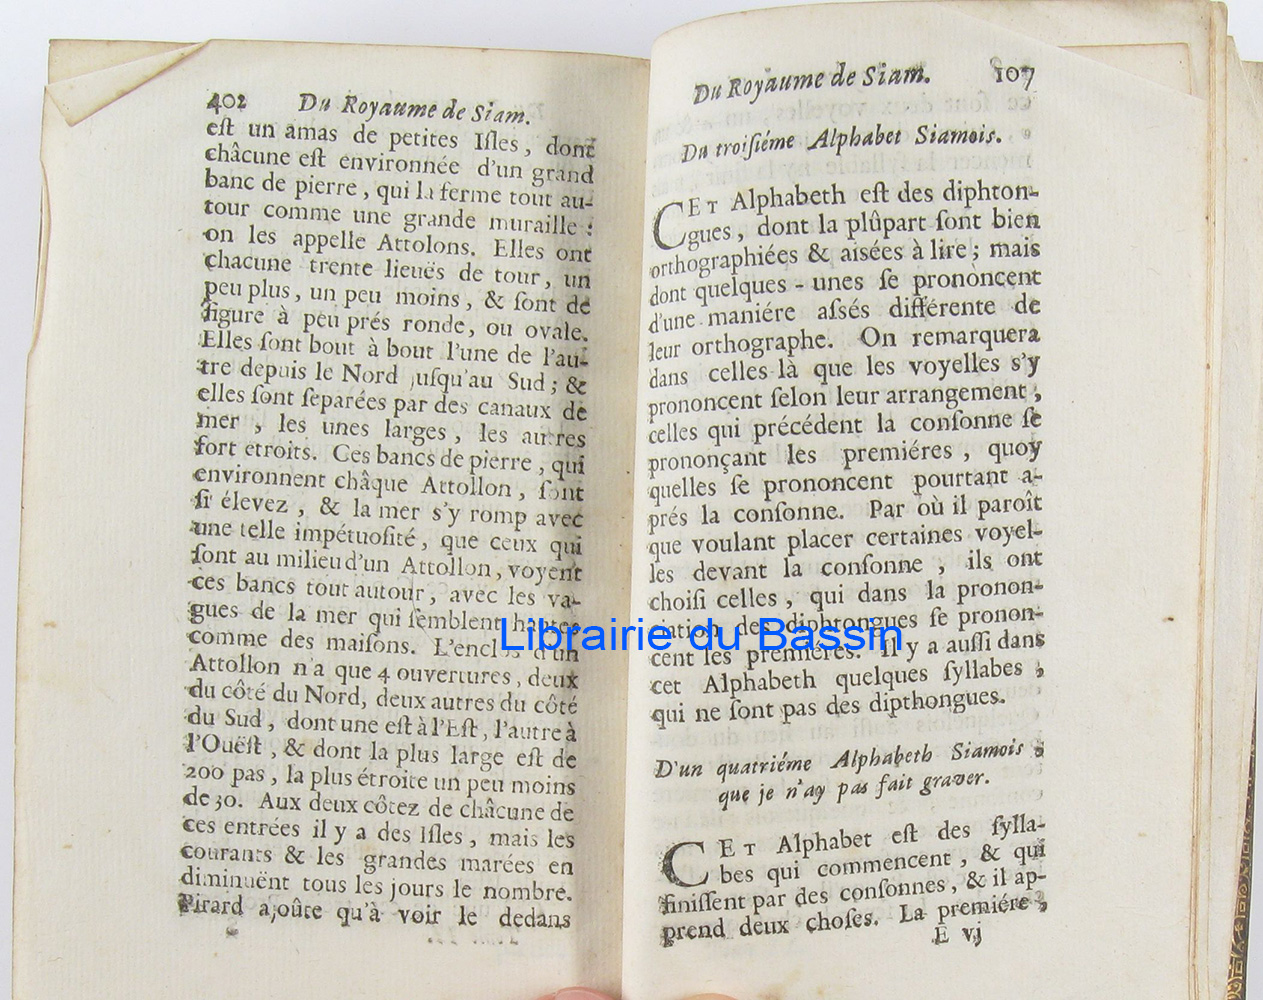 402 Du Royaume de Siam.
eſt un amas de petites Iſles, dont
châcune eſt environnée d'un grand
banc de pierre, qui la ferme tout au-
tour comme une grande muraille :
on les appelle Attolons. Elles ont
chacune trente lieuës de tour, un
peu plus, un peu moins, & ſont de
figure à peu prés ronde, ou ovale.
Elles ſont bout à bout l'une de l'au-
tre depuis le Nord juſqu'au Sud; &
elles ſont ſeparées par des canaux de
mer, les unes larges, les autres
fort etroits. Ces bancs de pierre, qui
environnent châque Attollon, ſont
ſi élevez, & la mer s'y romp avec
une telle impétuoſité, que ceux qui
ſont au milieu d'un Attollon, voyent
ces bancs tout autour, avec les va-
gues de la mer qui ſemblent hautes
comme des maiſons. L'enclos d'un
Attollon n'a que 4 ouvertures, deux
du côté du Nord, deux autres du côté
du Sud, dont une eſt à l'Eſt, l'autre à
l'Ouëſt, & dont la plus large eſt de
200 pas, la plus étroite un peu moins
de 30. Aux deux côtez de châcune de
ces entrées il y a des Iſles, mais les
courants & les grandes marées en
diminuënt tous les jours le nombre.
Pirard ajoûte qu'à voir le dedans
Du Royaume de Siam. 107
Du troiſiéme Alphabet Siamois.
CET Alphabeth eſt des diphton-
gues, dont la plûpart ſont bien
orthographiées & aisées à lire; mais
dont quelques-unes ſe prononcent
d'une maniére aſsés différente de
leur orthographe. On remarquera
dans celles-là que les voyelles s'y
prononcent ſelon leur arrangement,
celles qui précédent la conſonne ſe
prononçant les premiéres, quoy
quelles ſe prononcent pourtant a-
prés la conſonne. Par où il paroît
que voulant placer certaines voyel-
les devant la conſonne, ils ont
choiſi celles, qui dans la pronon-
ciation des diphtongues ſe pronon-
cent les premiéres. Il y a auſſi dans
cet Alphabeth quelques ſyllabes,
qui ne ſont pas des dipthongues.
D'un quatriéme Alphabeth Siamois,
que je n'ay pas fait graver.
CET Alphabet eſt des ſylla-
bes qui commencent, & qui
finiſſent par des conſonnes, & il ap-
prend deux choſes. La premiére,
E vj
Librairie du Bassin